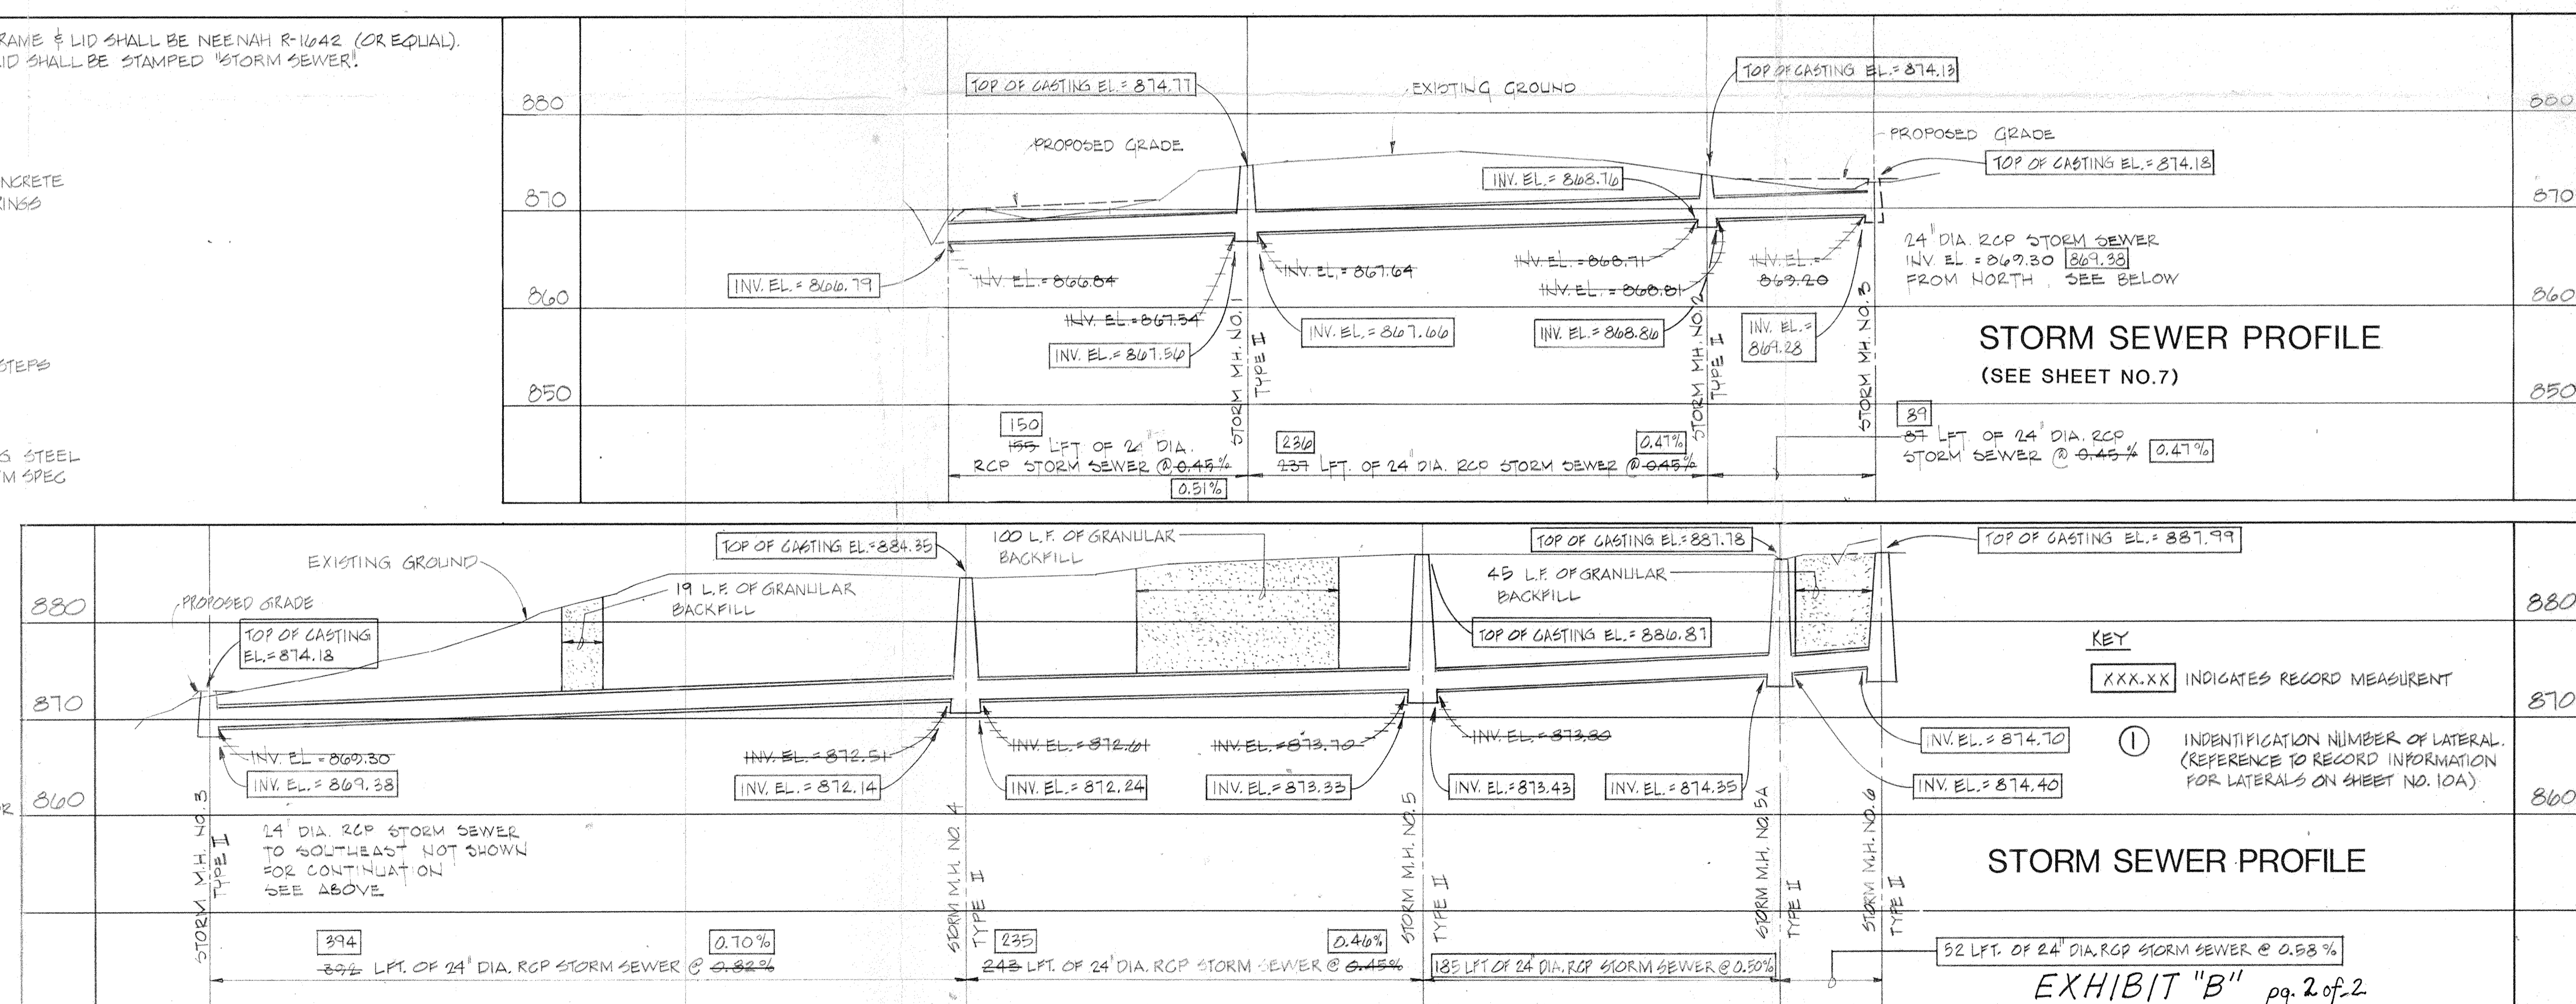 RAME & LID SHALL BE NEENAH R-1642 (OR EQUAL).
ID SHALL BE STAMPED "STORM SEWER".
NCRETE
RINGS
STEPS
G STEEL
M SPEC
OR
880
870
860
850
880
870
860
850
TOP OF CASTING EL.= 874.77
EXISTING GROUND
TOP OF CASTING EL.= 874.13
PROPOSED GRADE
PROPOSED GRADE
TOP OF CASTING EL.= 874.18
INV. EL.= 868.76
INV. EL.= 866.79
INV. EL.= 866.84
INV. EL.= 867.54
INV. EL.= 867.56
INV. EL.= 867.64
INV. EL.= 867.66
INV. EL.= 868.71
INV. EL.= 868.81
INV. EL.= 868.86
INV. EL.=
869.20
INV. EL.=
869.28
24" DIA. RCP STORM SEWER
INV. EL = 869.30 869.38
FROM NORTH, SEE BELOW
STORM M.H. NO. 1
TYPE II
STORM MH. NO. 2
TYPE II
STORM MH. NO. 3
STORM SEWER PROFILE
(SEE SHEET NO.7)
150
155 LFT OF 24" DIA.
RCP STORM SEWER @ 0.45%
0.51%
236
0.47%
237 LFT. OF 24" DIA. RCP STORM SEWER @ 0.45%
89
87 LFT. OF 24" DIA. RCP
STORM SEWER @ 0.45% 0.47%
880
870
860
880
870
860
EXISTING GROUND
PROPOSED GRADE
TOP OF CASTING
EL.= 874.18
19 L.F. OF GRANULAR
BACKFILL
TOP OF CASTING EL.= 884.35
100 L.F. OF GRANULAR
BACKFILL
TOP OF CASTING EL.= 887.78
45 L.F. OF GRANULAR
BACKFILL
TOP OF CASTING EL.= 886.87
TOP OF CASTING EL.= 887.99
INV. EL = 869.30
INV. EL.= 869.38
INV. EL.= 872.51
INV. EL.= 872.14
INV. EL.= 872.61
INV. EL.= 872.24
INV. EL.= 873.70
INV. EL.= 873.33
INV. EL.= 873.80
INV. EL.= 873.43
INV. EL.= 874.35
INV. EL.= 874.70
INV. EL.= 874.40
KEY
XXX.XX INDICATES RECORD MEASURENT
1 INDENTIFICATION NUMBER OF LATERAL.
(REFERENCE TO RECORD INFORMATION
FOR LATERALS ON SHEET NO. 10A)
STORM M.H. NO. 3
TYPE II
24" DIA. RCP STORM SEWER
TO SOUTHEAST NOT SHOWN
FOR CONTINUATION
SEE ABOVE
STORM M.H. NO. 4
TYPE II
STORM M.H. NO. 5
TYPE II
STORM M.H. NO. 5A
TYPE II
STORM M.H. NO. 6
TYPE II
STORM SEWER PROFILE
394
0.70%
392 LFT. OF 24" DIA. RCP STORM SEWER @ 0.82%
235
0.46%
243 LFT. OF 24" DIA. RCP STORM SEWER @ 0.45%
185 LFT OF 24" DIA. RCP STORM SEWER @ 0.50%
52 LFT. OF 24" DIA. RCP STORM SEWER @ 0.58%
EXHIBIT "B" pg. 2 of 2